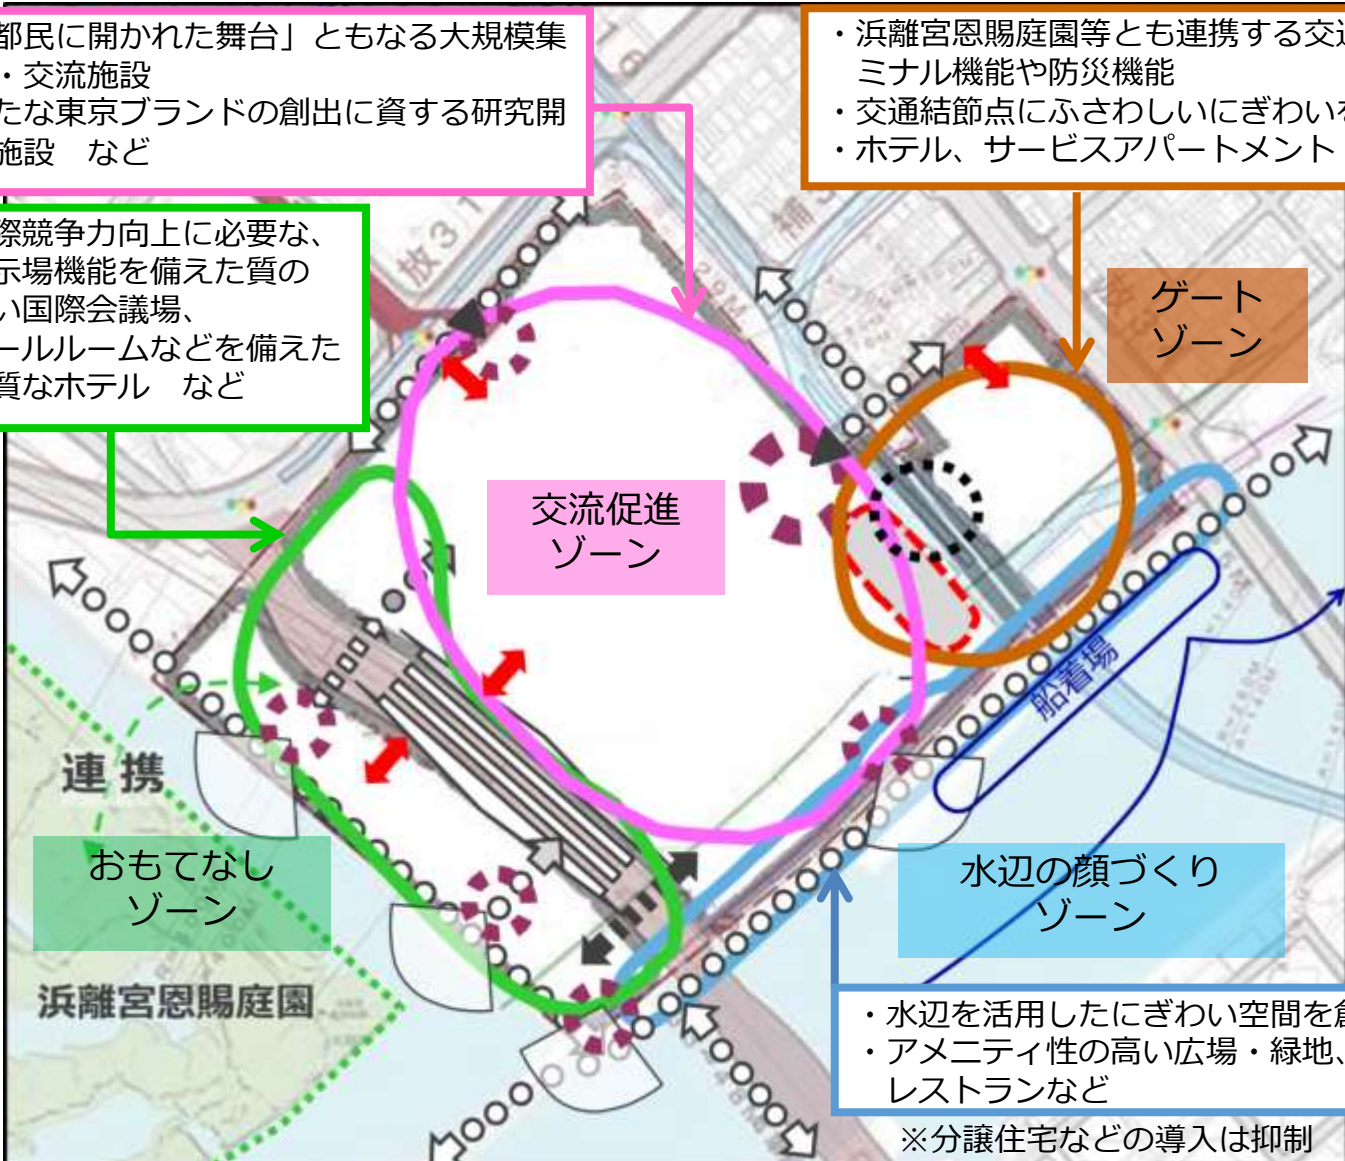 都民に開かれた舞台」ともなる大規模集
・交流施設
たな東京ブランドの創出に資する研究開
施設　など
・浜離宮恩賜庭園等とも連携する交通
ミナル機能や防災機能
・交通結節点にふさわしいにぎわいを
・ホテル、サービスアパートメント
際競争力向上に必要な、
示場機能を備えた質の
い国際会議場、
ールルームなどを備えた
質なホテル　など
放31
ゲート
ゾーン
交流促進
ゾーン
船着場
連携
おもてなし
ゾーン
浜離宮恩賜庭園
水辺の顔づくり
ゾーン
・水辺を活用したにぎわい空間を創
・アメニティ性の高い広場・緑地、
レストランなど
※分譲住宅などの導入は抑制